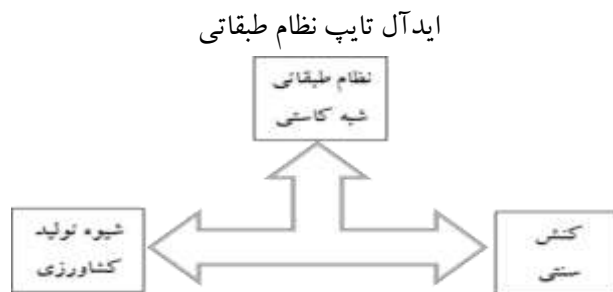 ایدآل تایپ نظام طبقاتی
نظام طبقاتی
شبه کاستی
کنش
سنتی
شیوه تولید
کشاورزی